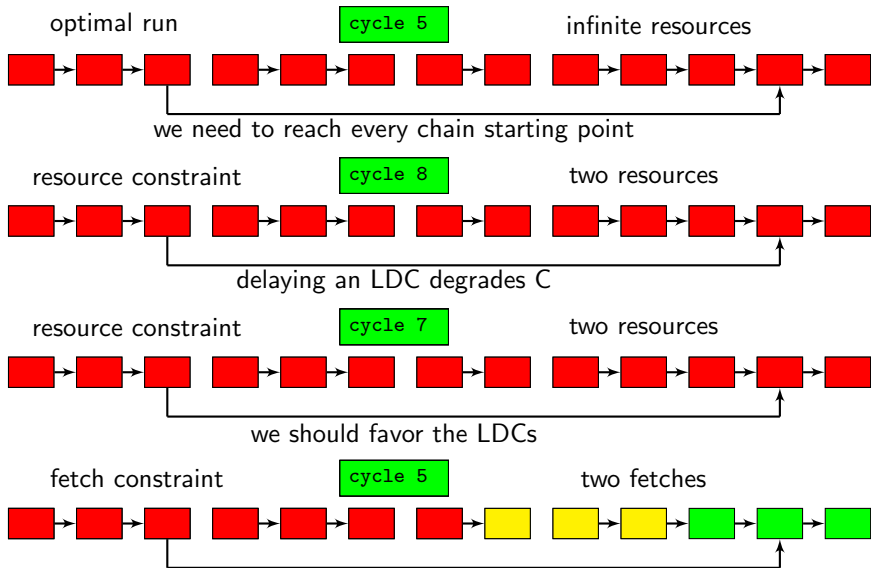 optimal run cycle 5 infinite resources
we need to reach every chain starting point
resource constraint cycle 8 two resources
delaying an LDC degrades C
resource constraint cycle 7 two resources
we should favor the LDCs
fetch constraint cycle 5 two fetches